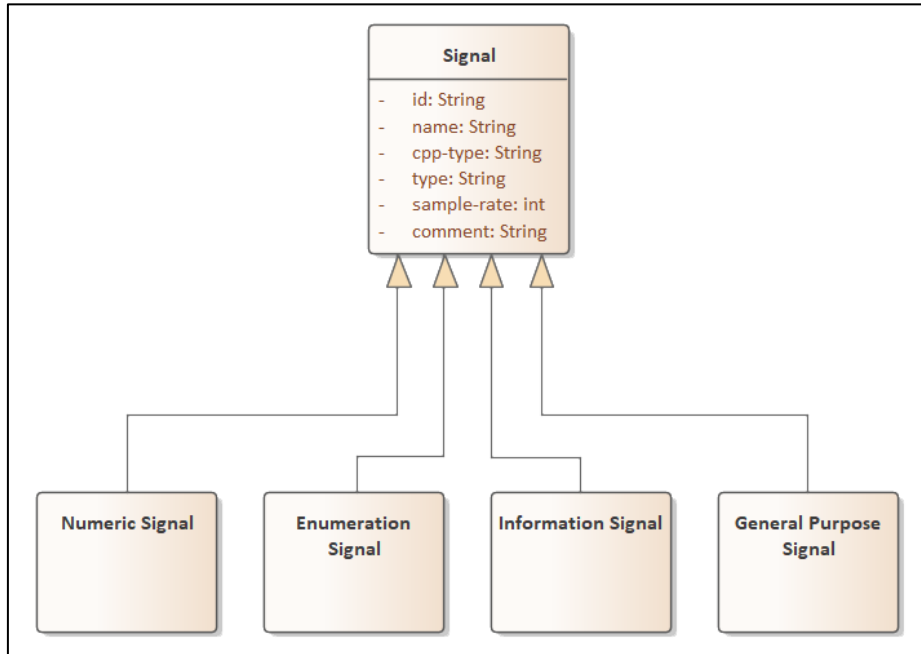 Signal
- id: String
- name: String
- cpp-type: String
- type: String
- sample-rate: int
- comment: String
Numeric Signal
Enumeration
Signal
Information Signal
General Purpose
Signal